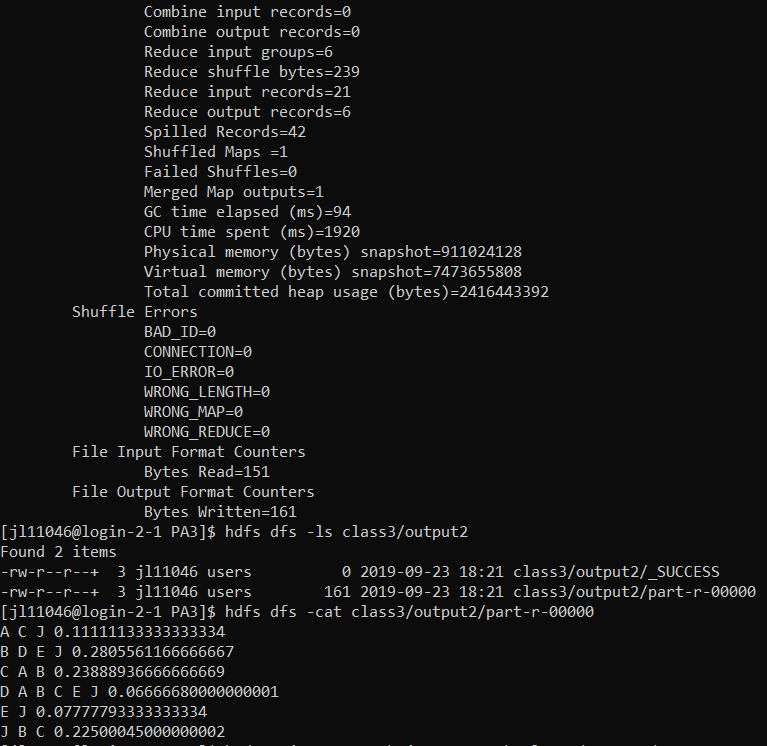 Combine input records=0
Combine output records=0
Reduce input groups=6
Reduce shuffle bytes=239
Reduce input records=21
Reduce output records=6
Spilled Records=42
Shuffled Maps =1
Failed Shuffles=0
Merged Map outputs=1
GC time elapsed (ms)=94
CPU time spent (ms)=1920
Physical memory (bytes) snapshot=911024128
Virtual memory (bytes) snapshot=7473655808
Total committed heap usage (bytes)=2416443392
Shuffle Errors
BAD_ID=0
CONNECTION=0
IO_ERROR=0
WRONG_LENGTH=0
WRONG_MAP=0
WRONG_REDUCE=0
File Input Format Counters
Bytes Read=151
File Output Format Counters
Bytes Written=161
[jl11046@login-2-1 PA3]$ hdfs dfs -ls class3/output2
Found 2 items
-rw-r--r--+ 3 jl11046 users 0 2019-09-23 18:21 class3/output2/_SUCCESS
-rw-r--r--+ 3 jl11046 users 161 2019-09-23 18:21 class3/output2/part-r-00000
[jl11046@login-2-1 PA3]$ hdfs dfs -cat class3/output2/part-r-00000
A C J 0.11111133333333334
B D E J 0.2805561166666667
C A B 0.23888936666666669
D A B C E J 0.06666680000000001
E J 0.07777793333333334
J B C 0.22500045000000002